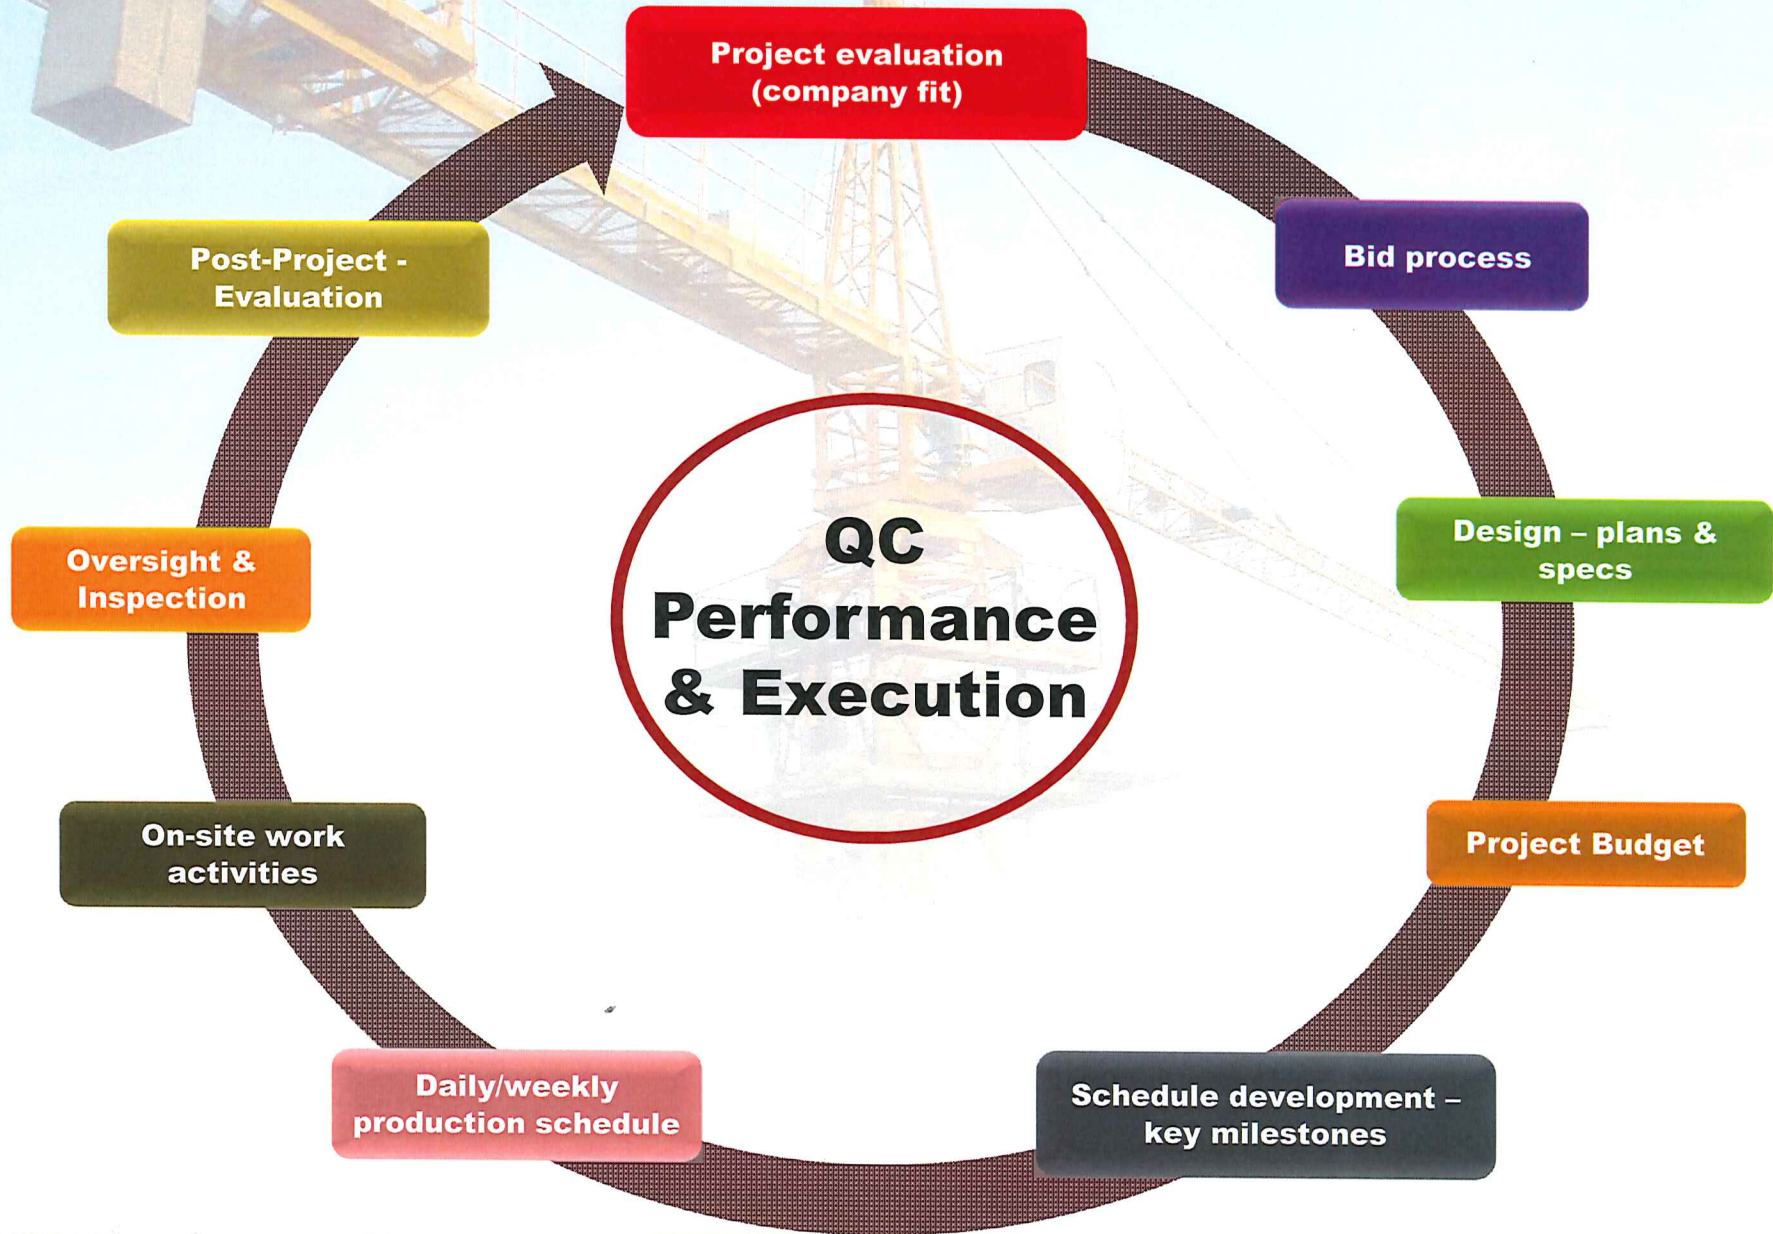 Project evaluation
(company fit)
Bid process
Design – plans &
specs
Project Budget
Schedule development –
key milestones
Daily/weekly
production schedule
On-site work
activities
Oversight &
Inspection
Post-Project -
Evaluation
QC
Performance
& Execution